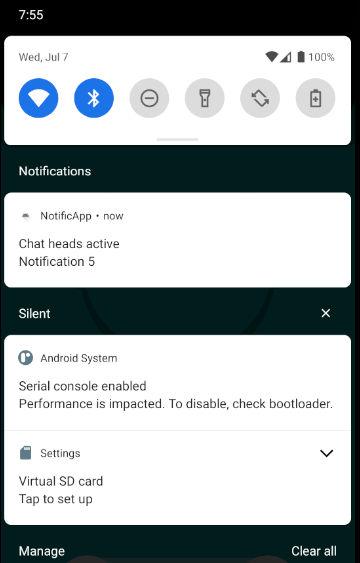 7:55
Wed, Jul 7
100%
Notifications
NotificApp • now
Chat heads active
Notification 5
Silent
Android System
Serial console enabled
Performance is impacted. To disable, check bootloader.
Settings
Virtual SD card
Tap to set up
Manage
Clear all